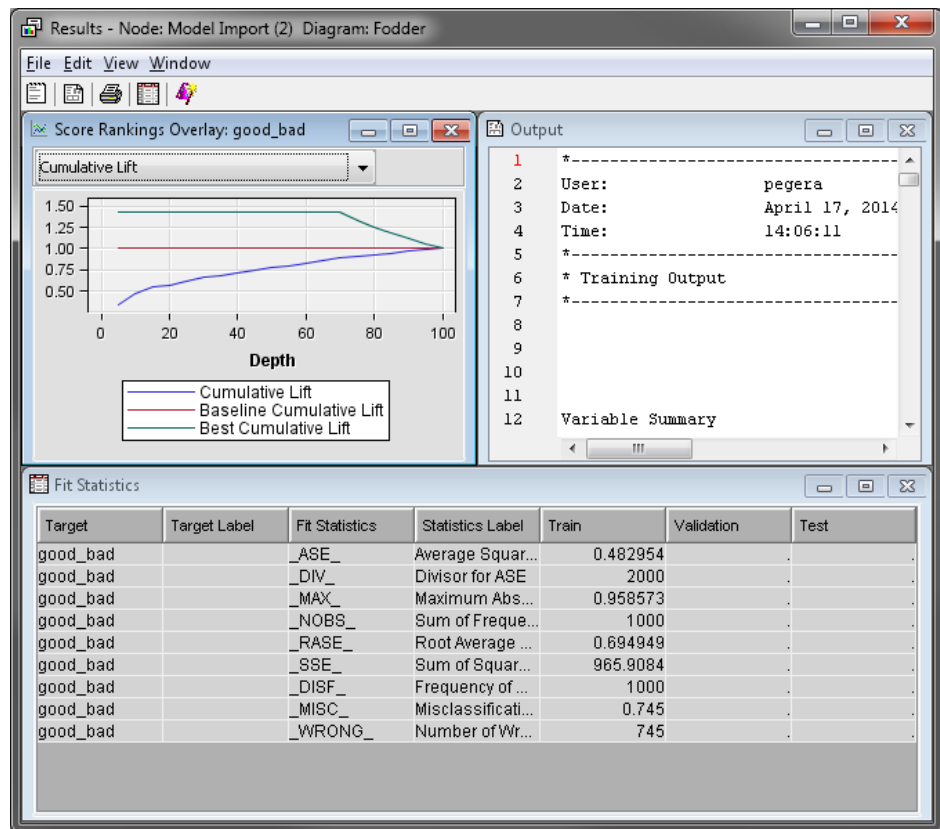 Results - Node: Model Import (2) Diagram: Fodder
File Edit View Window
Score Rankings Overlay: good_bad
Cumulative Lift
1.50
1.25
1.00
0.75
0.50
0 20 40 60 80 100
Depth
Cumulative Lift
Baseline Cumulative Lift
Best Cumulative Lift
Output
1 *-----------------------------------
2 User: pegera
3 Date: April 17, 2014
4 Time: 14:06:11
5 *-----------------------------------
6 * Training Output
7 *-----------------------------------
8
9
10
11
12 Variable Summary
Fit Statistics
Target Target Label Fit Statistics Statistics Label Train Validation Test
good_bad _ASE_ Average Squar... 0.482954 . .
good_bad _DIV_ Divisor for ASE 2000 . .
good_bad _MAX_ Maximum Abs... 0.958573 . .
good_bad _NOBS_ Sum of Freque... 1000 . .
good_bad _RASE_ Root Average ... 0.694949 . .
good_bad _SSE_ Sum of Squar... 965.9084 . .
good_bad _DISF_ Frequency of ... 1000 . .
good_bad _MISC_ Misclassificati... 0.745 . .
good_bad _WRONG_ Number of Wr... 745 . .